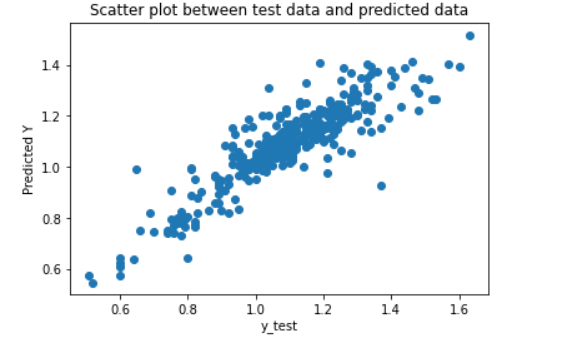 Scatter plot between test data and predicted data
1.4
1.2
1.0
0.8
0.6
Predicted Y
0.6 0.8 1.0 1.2 1.4 1.6
y_test